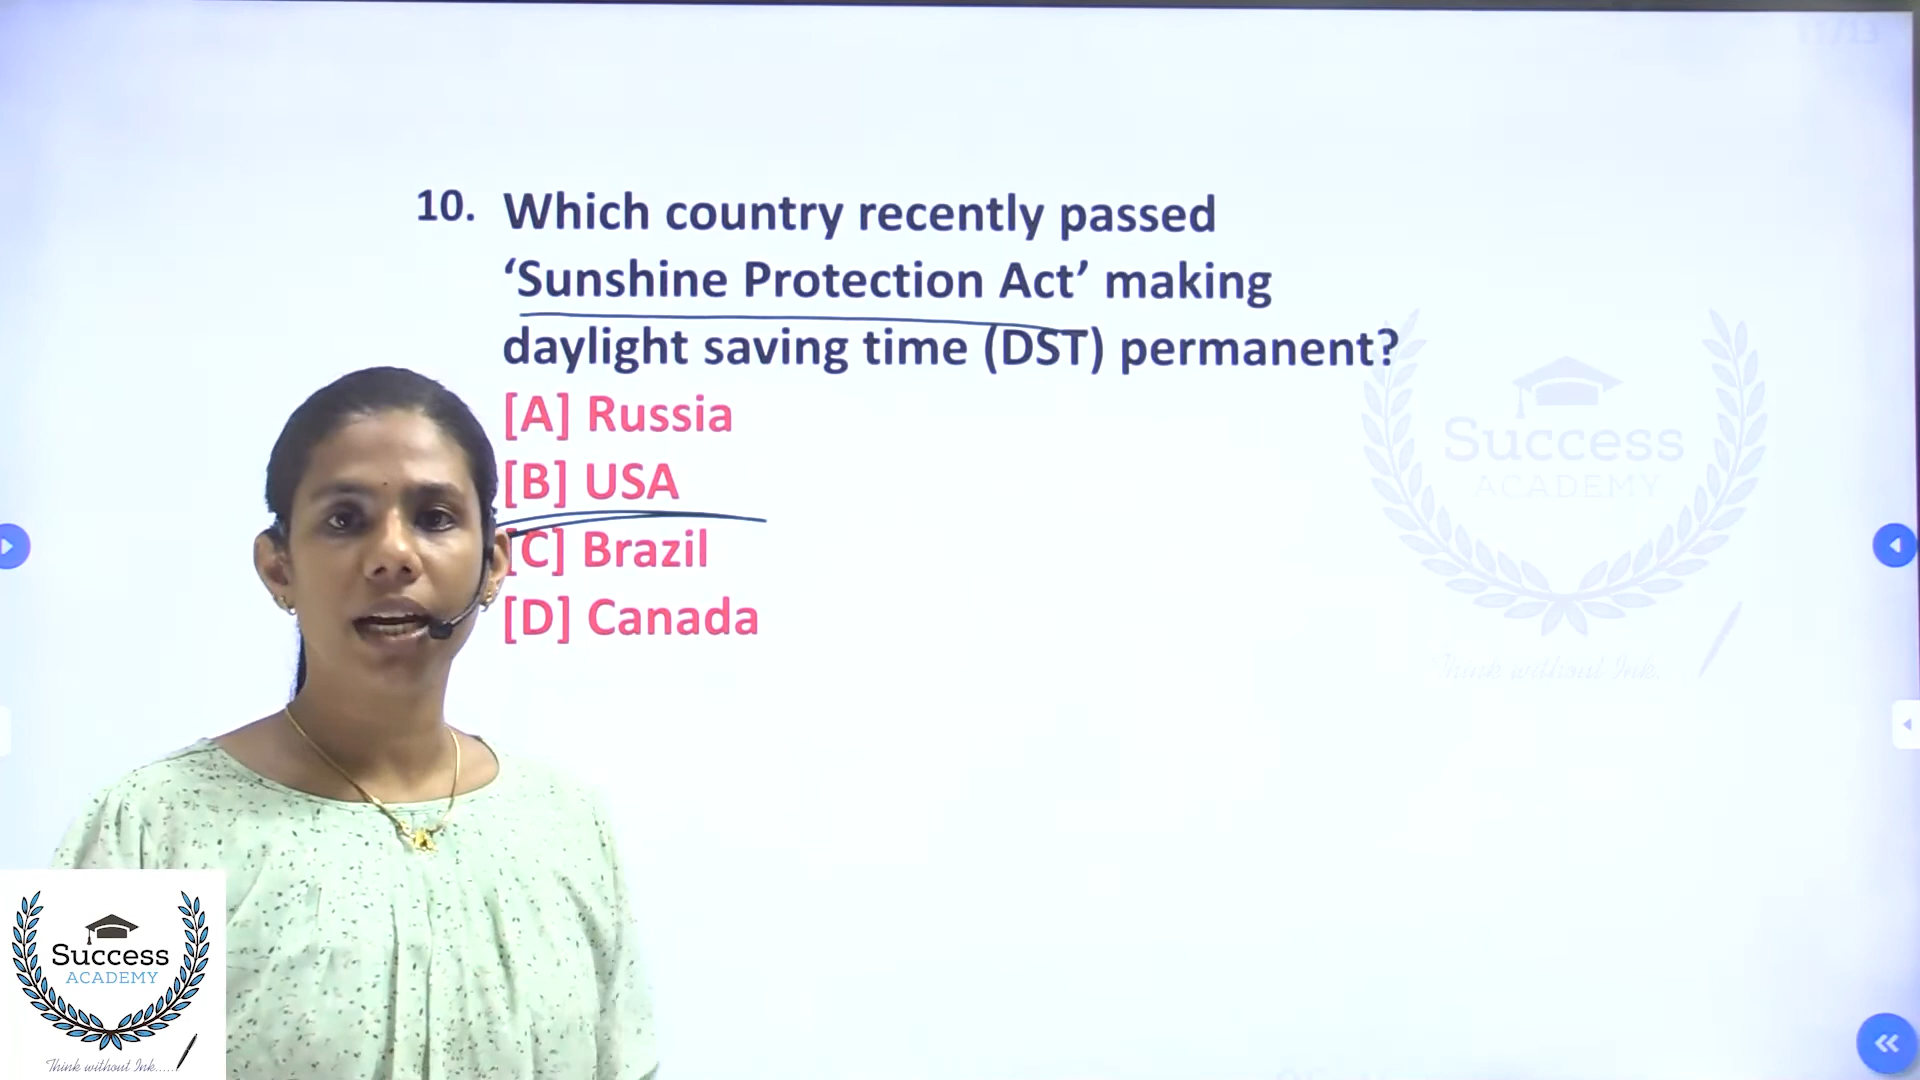 10. Which country recently passed
‘Sunshine Protection Act’ making
daylight saving time (DST) permanent?
[A] Russia
[B] USA
[C] Brazil
[D] Canada
Success
ACADEMY
Think without Ink.
Success
ACADEMY
Think without Ink.....